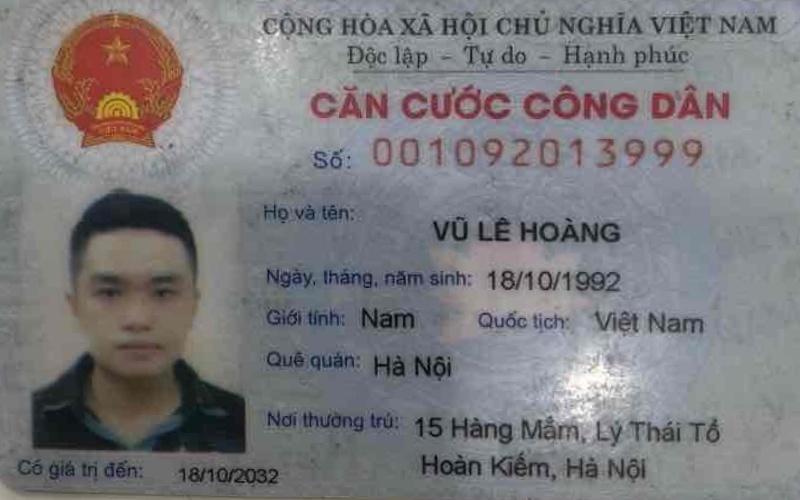 CỘNG HÒA XÃ HỘI CHỦ NGHĨA VIỆT NAM
Độc lập - Tự do - Hạnh phúc
CĂN CƯỚC CÔNG DÂN
Số: 001092013999
Họ và tên: VŨ LÊ HOÀNG
Ngày, tháng, năm sinh: 18/10/1992
Giới tính: Nam Quốc tịch: Việt Nam
Quê quán: Hà Nội
Nơi thường trú: 15 Hàng Mắm, Lý Thái Tổ
Hoàn Kiếm, Hà Nội
Có giá trị đến: 18/10/2032